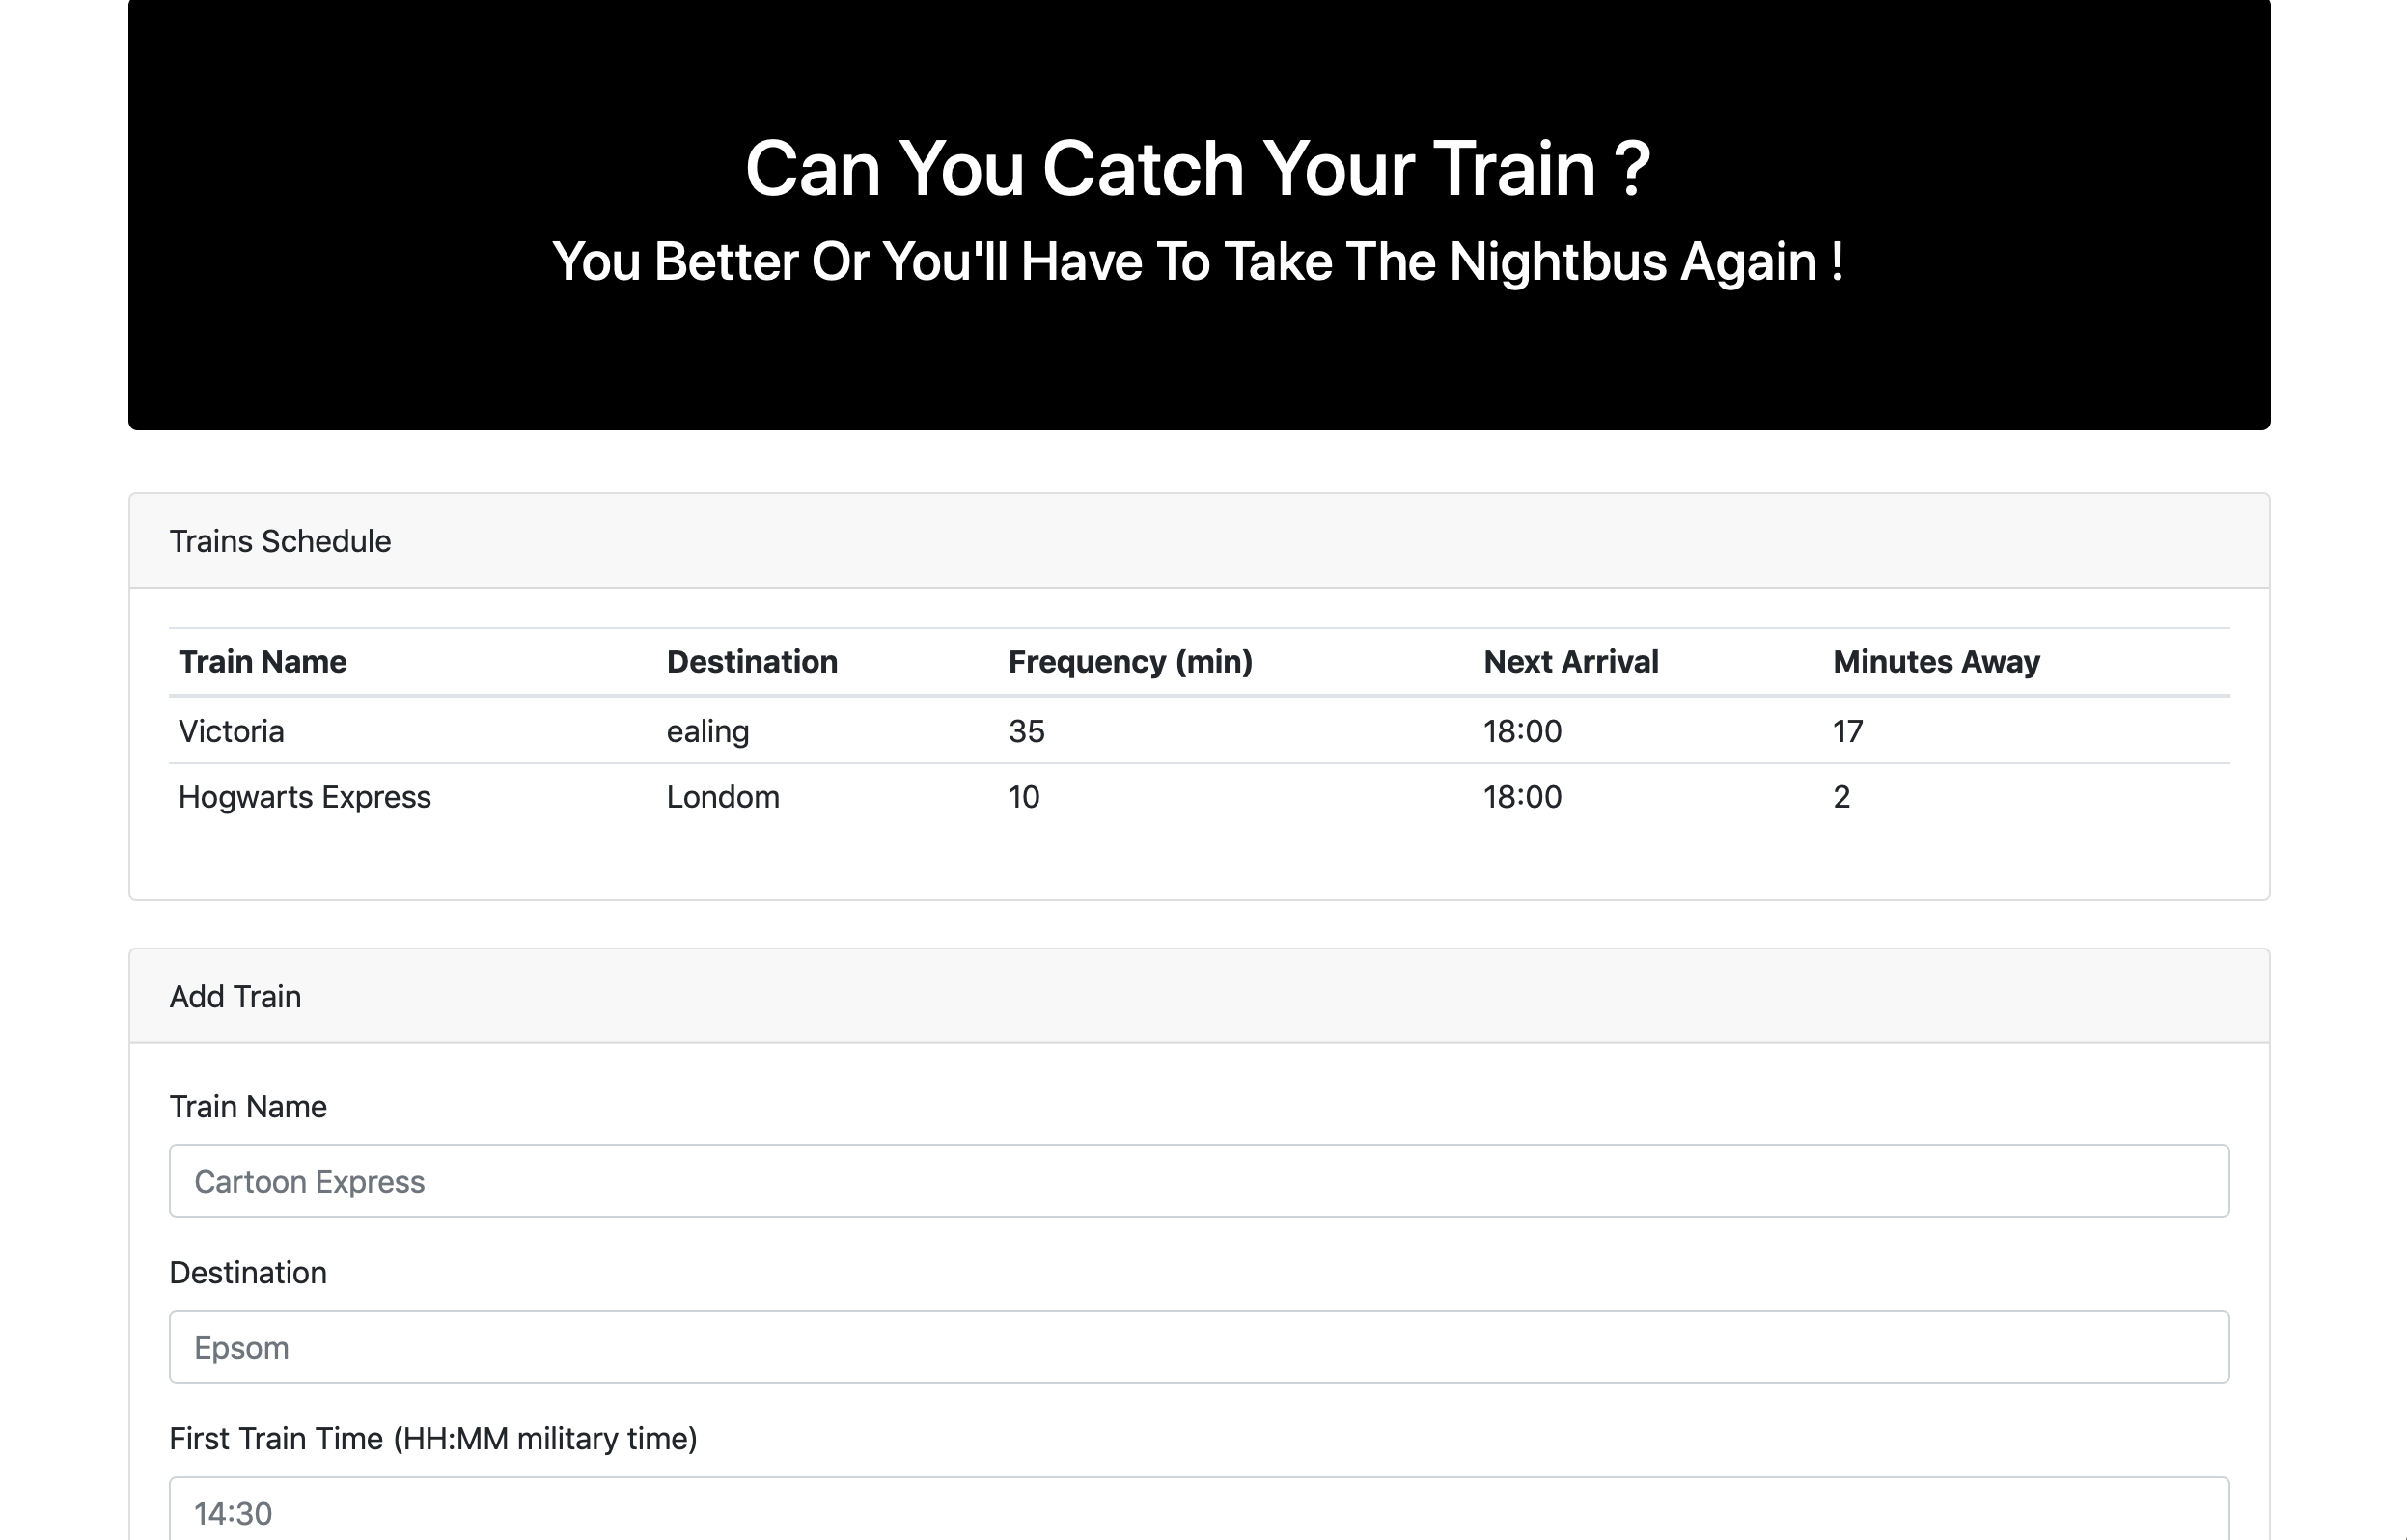 Can You Catch Your Train ?
You Better Or You'll Have To Take The Nightbus Again !
Trains Schedule
Train Name Destination Frequency (min) Next Arrival Minutes Away
Victoria ealing 35 18:00 17
Hogwarts Express Londom 10 18:00 2
Add Train
Train Name
Cartoon Express
Destination
Epsom
First Train Time (HH:MM military time)
14:30